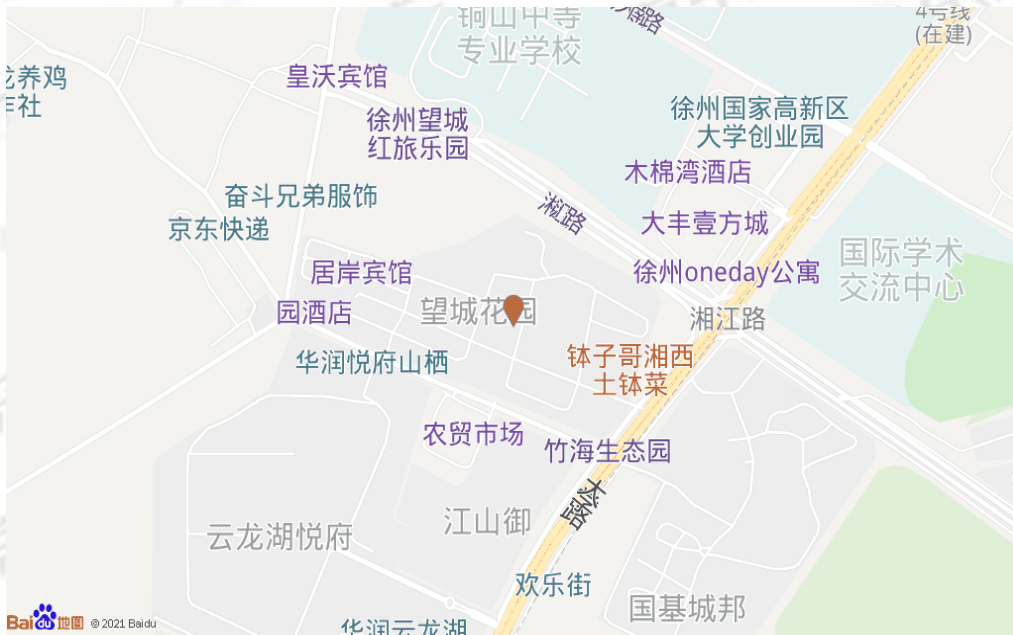 4号线
(在建)
铜山中等
专业学校
皇沃宾馆
龙养鸡
作社
徐州国家高新区
大学创业园
徐州望城
红旅乐园
木棉湾酒店
奋斗兄弟服饰
京东快递
湘江路
大丰壹方城
国际学术
交流中心
居岸宾馆
徐州oneday公寓
园酒店
望城花园
湘江路
钵子哥湘西
土钵菜
华润悦府山栖
农贸市场
竹海生态园
大路
江山御
云龙湖悦府
欢乐街
国基城邦
华润云龙湖
Bai du 地图
© 2021 Baidu